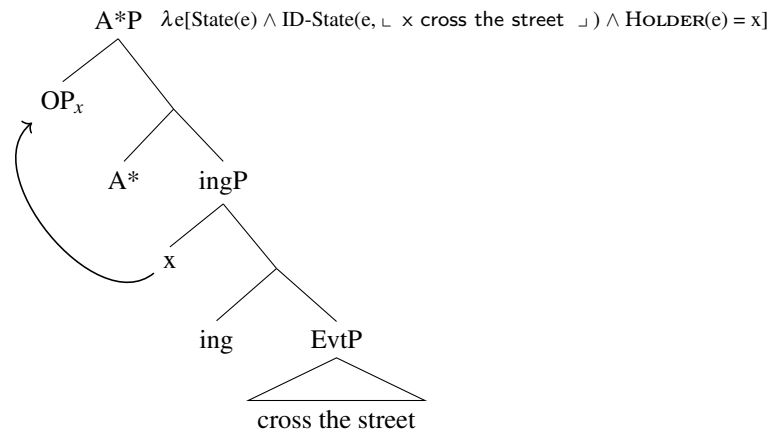 A*P λe[State(e) ∧ ID-State(e, ⌞ x cross the street ⌟ ) ∧ HOLDER(e) = x]
OPₓ
A* ingP
x
ing EvtP
cross the street